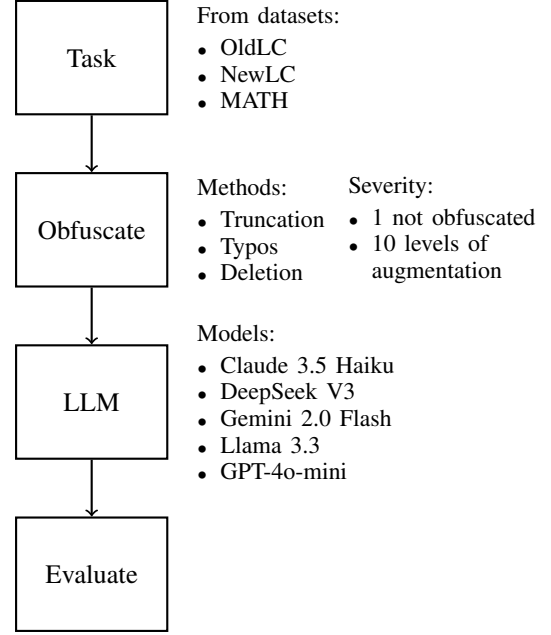 Task
From datasets:
• OldLC
• NewLC
• MATH
Obfuscate
Methods:
• Truncation
• Typos
• Deletion
Severity:
• 1 not obfuscated
• 10 levels of
augmentation
LLM
Models:
• Claude 3.5 Haiku
• DeepSeek V3
• Gemini 2.0 Flash
• Llama 3.3
• GPT-4o-mini
Evaluate